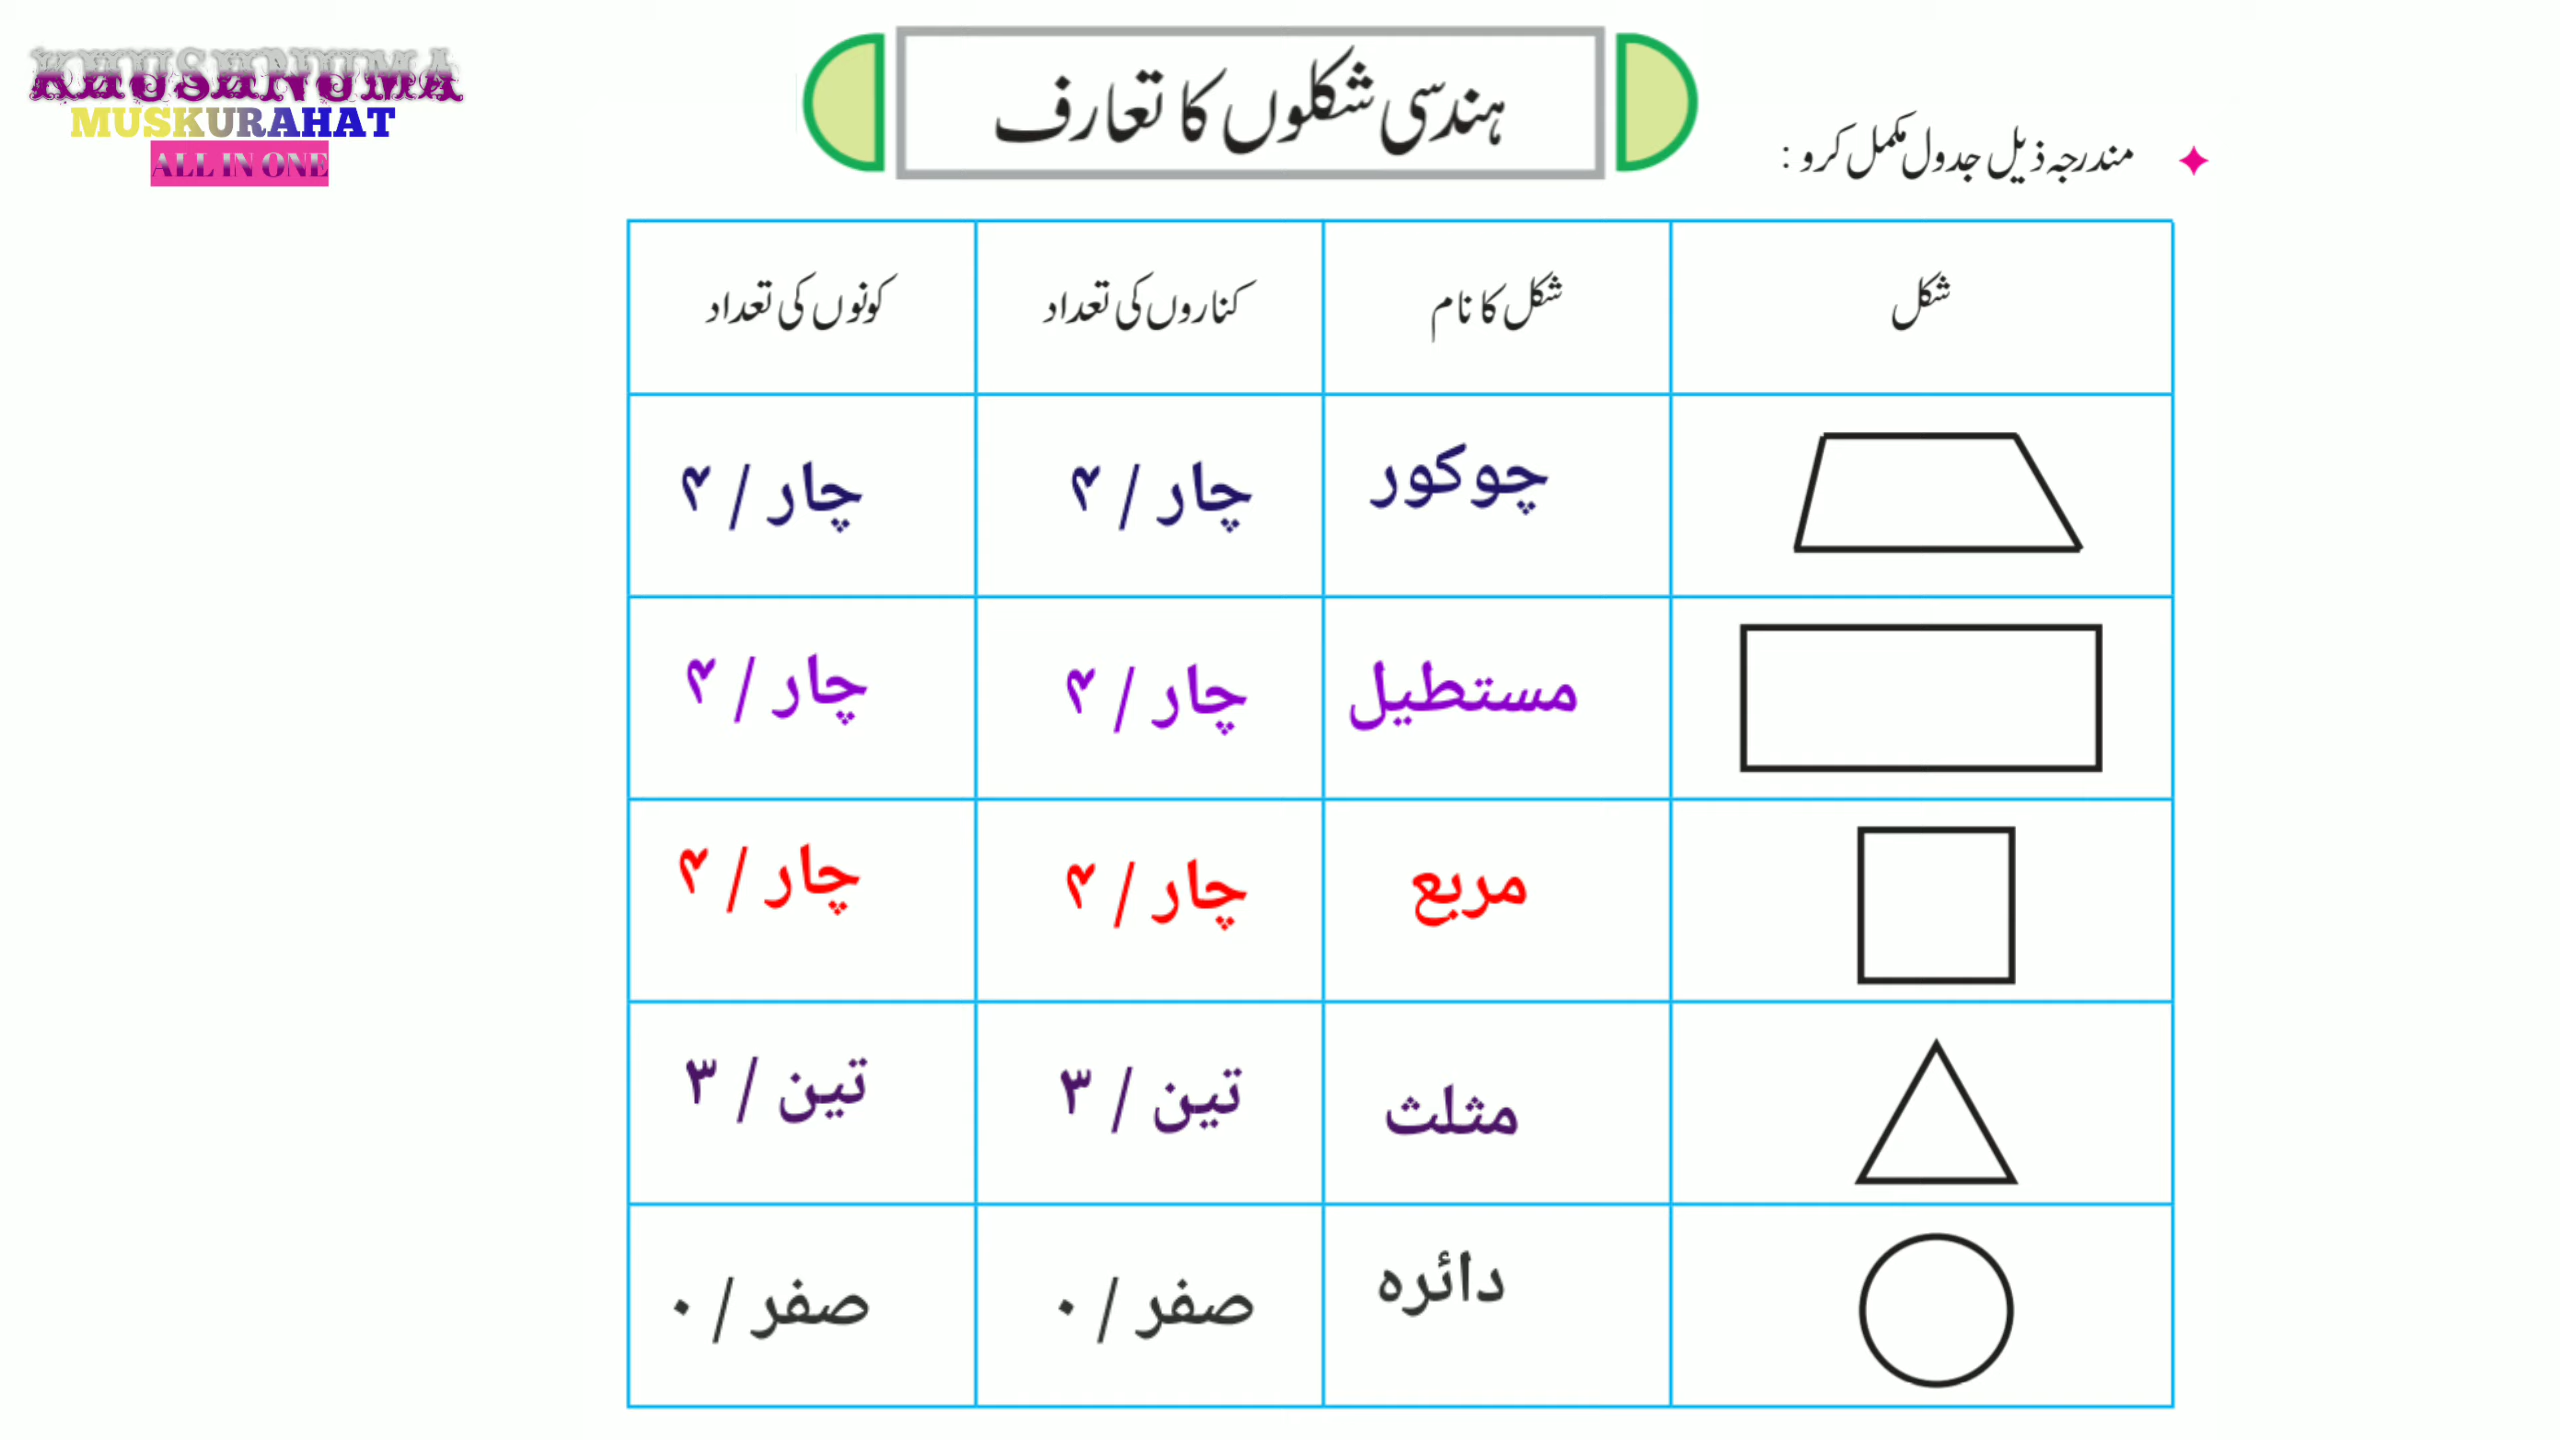 KHUSHNUMA
MUSKURAHAT
ALL IN ONE
ہندسی شکلوں کا تعارف
مندرجہ ذیل جدول مکمل کرو :
شکل شکل کا نام کناروں کی تعداد کونوں کی تعداد
چوکور چار / ۴ چار / ۴
مستطیل چار / ۴ چار / ۴
مربع چار / ۴ چار / ۴
مثلث تین / ۳ تین / ۳
دائرہ صفر / ۰ صفر / ۰